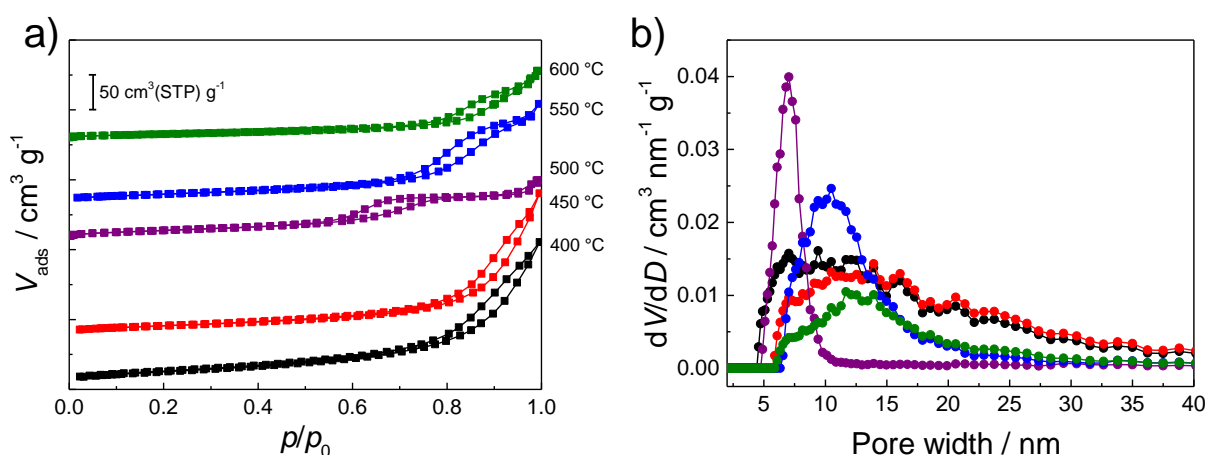 a)
50 cm³(STP) g⁻¹
600 °C
550 °C
500 °C
450 °C
400 °C
V_ads / cm³ g⁻¹
0.0 0.2 0.4 0.6 0.8 1.0
p/p₀
b)
0.04
0.03
0.02
0.01
0.00
dV/dD / cm³ nm⁻¹ g⁻¹
5 10 15 20 25 30 35 40
Pore width / nm